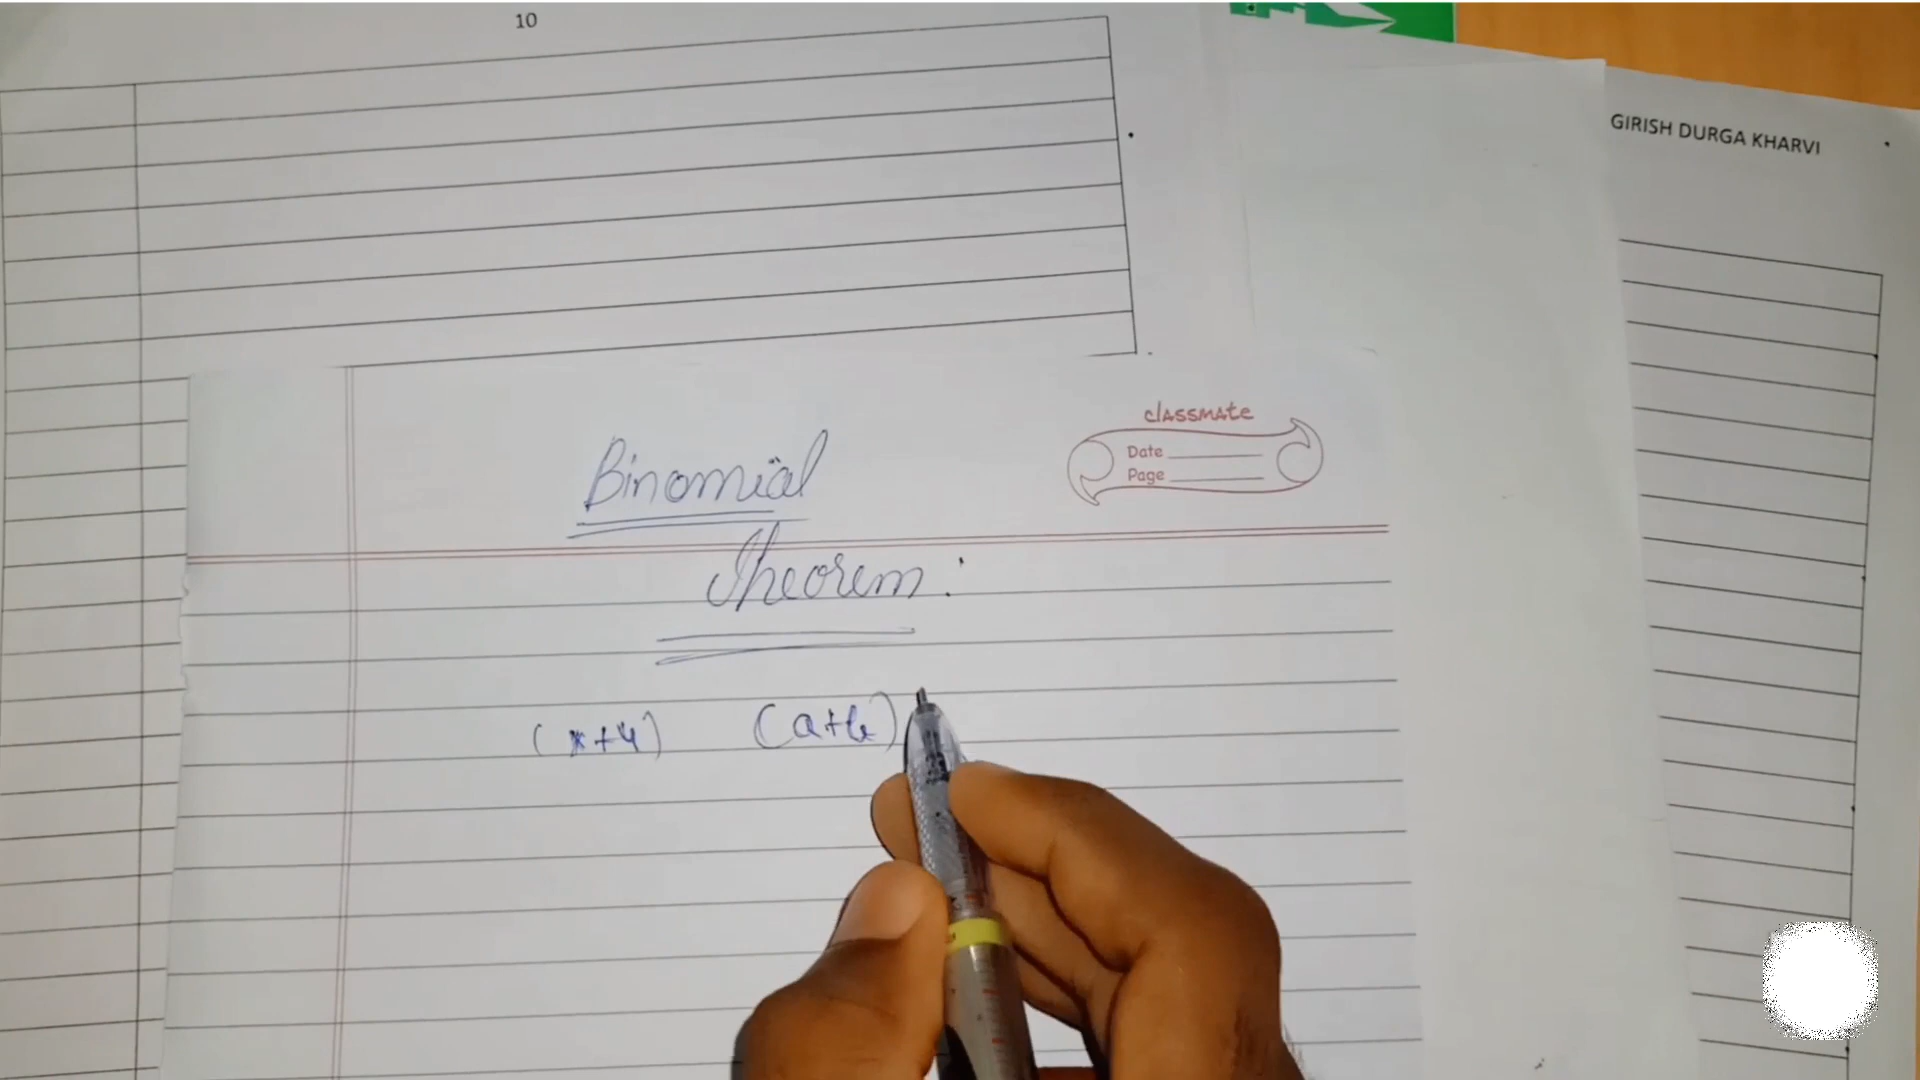 10
GIRISH DURGA KHARVI
classmate
Date
Page
Binomial
Theorem :
(x+y) (a+b)